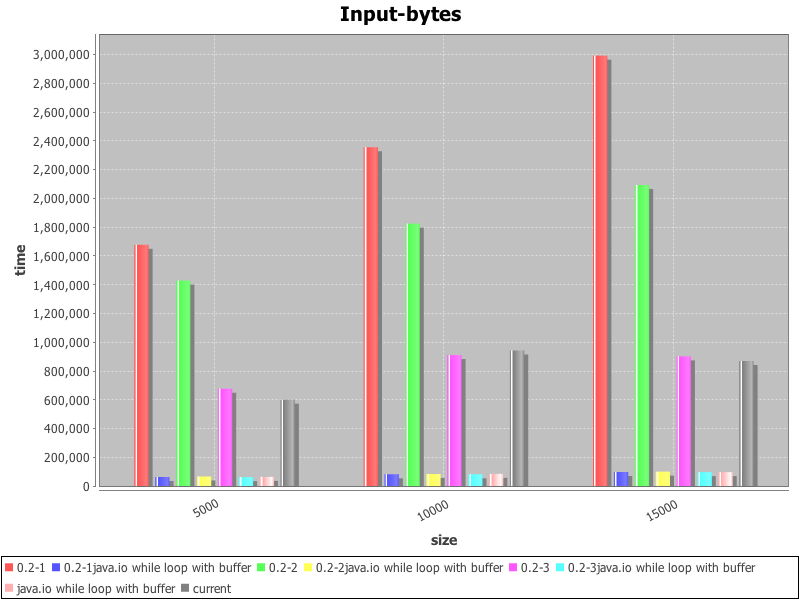 Input-bytes
3,000,000
2,800,000
2,600,000
2,400,000
2,200,000
2,000,000
1,800,000
1,600,000
1,400,000
1,200,000
1,000,000
800,000
600,000
400,000
200,000
0
time
5000 10000 15000
size
0.2-1 0.2-1java.io while loop with buffer 0.2-2 0.2-2java.io while loop with buffer 0.2-3 0.2-3java.io while loop with buffer
java.io while loop with buffer current